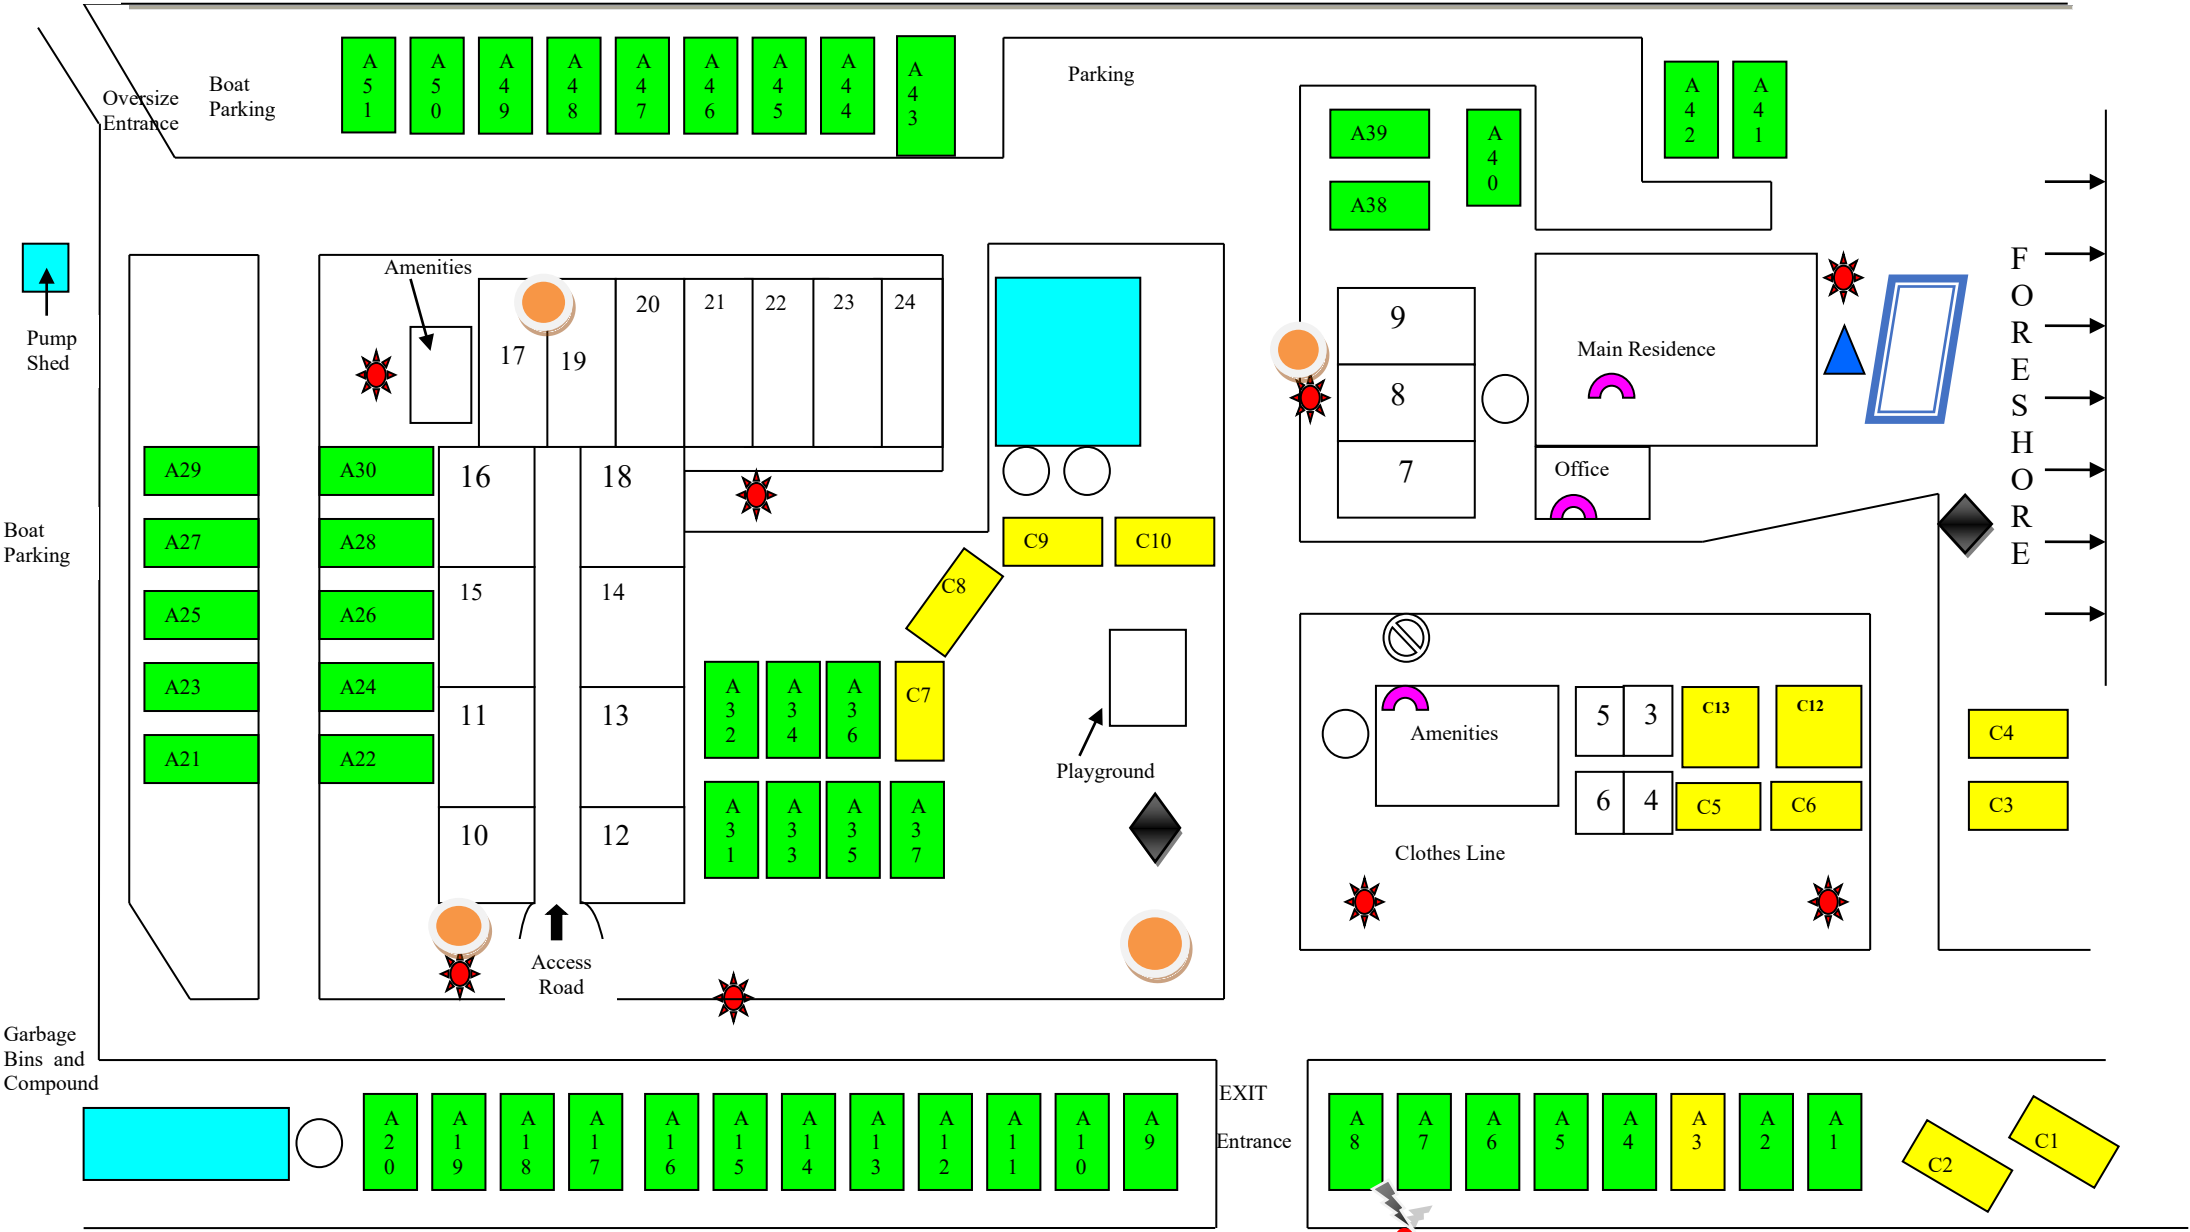 A51
A50
A49
A48
A47
A46
A45
A44
A43
Parking
A42
A41
Oversize
Entrance
Boat
Parking
A39
A40
A38
Amenities
Pump
Shed
17
19
20
21
22
23
24
9
8
7
Main Residence
Office
FORESHORE
A29
A30
16
18
Boat
Parking
A27
A28
C9
C10
C8
A25
A26
15
14
A23
A24
11
13
A32
A34
A36
C7
A21
A22
Playground
10
12
A31
A33
A35
A37
Amenities
5
3
C13
C12
C4
6
4
C5
C6
C3
Clothes Line
Access
Road
Garbage
Bins and
Compound
EXIT
Entrance
A20
A19
A18
A17
A16
A15
A14
A13
A12
A11
A10
A9
A8
A7
A6
A5
A4
A3
A2
A1
C2
C1